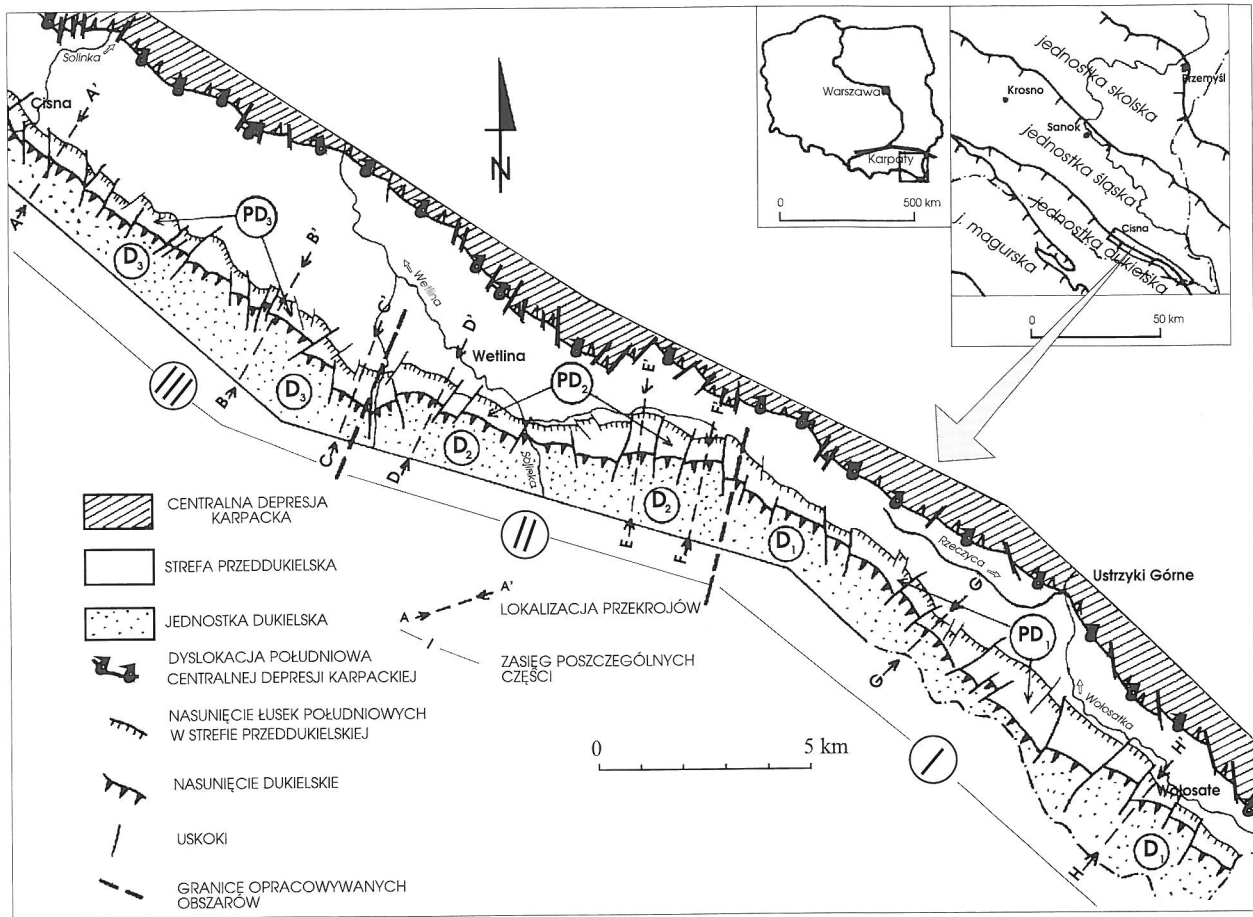 Solinka
Cisna
A'
A
PD3
D3
B'
B
D3
C'
C
Wetlina
D'
D
Wetlina
PD2
D2
Solinka
E'
E
D2
F'
F
D1
G
G
Rzeczyca
Ustrzyki Górne
PD1
Wołosatka
H'
Wołosate
H
D1
III
II
I
N
Warszawa
Karpaty
0 500 km
jednostka skolska
Przemyśl
Krosno
Sanok
jednostka śląska
jednostka dukielska
Cisna
j. magurska
0 50 km
CENTRALNA DEPRESJA
KARPACKA
STREFA PRZEDDUKIELSKA
JEDNOSTKA DUKIELSKA
DYSLOKACJA POŁUDNIOWA
CENTRALNEJ DEPRESJI KARPACKIEJ
NASUNIĘCIE ŁUSEK POŁUDNIOWYCH
W STREFIE PRZEDDUKIELSKIEJ
NASUNIĘCIE DUKIELSKIE
USKOKI
GRANICE OPRACOWYWANYCH
OBSZARÓW
A A'
LOKALIZACJA PRZEKROJÓW
ZASIĘG POSZCZEGÓLNYCH
CZĘŚCI
0 5 km